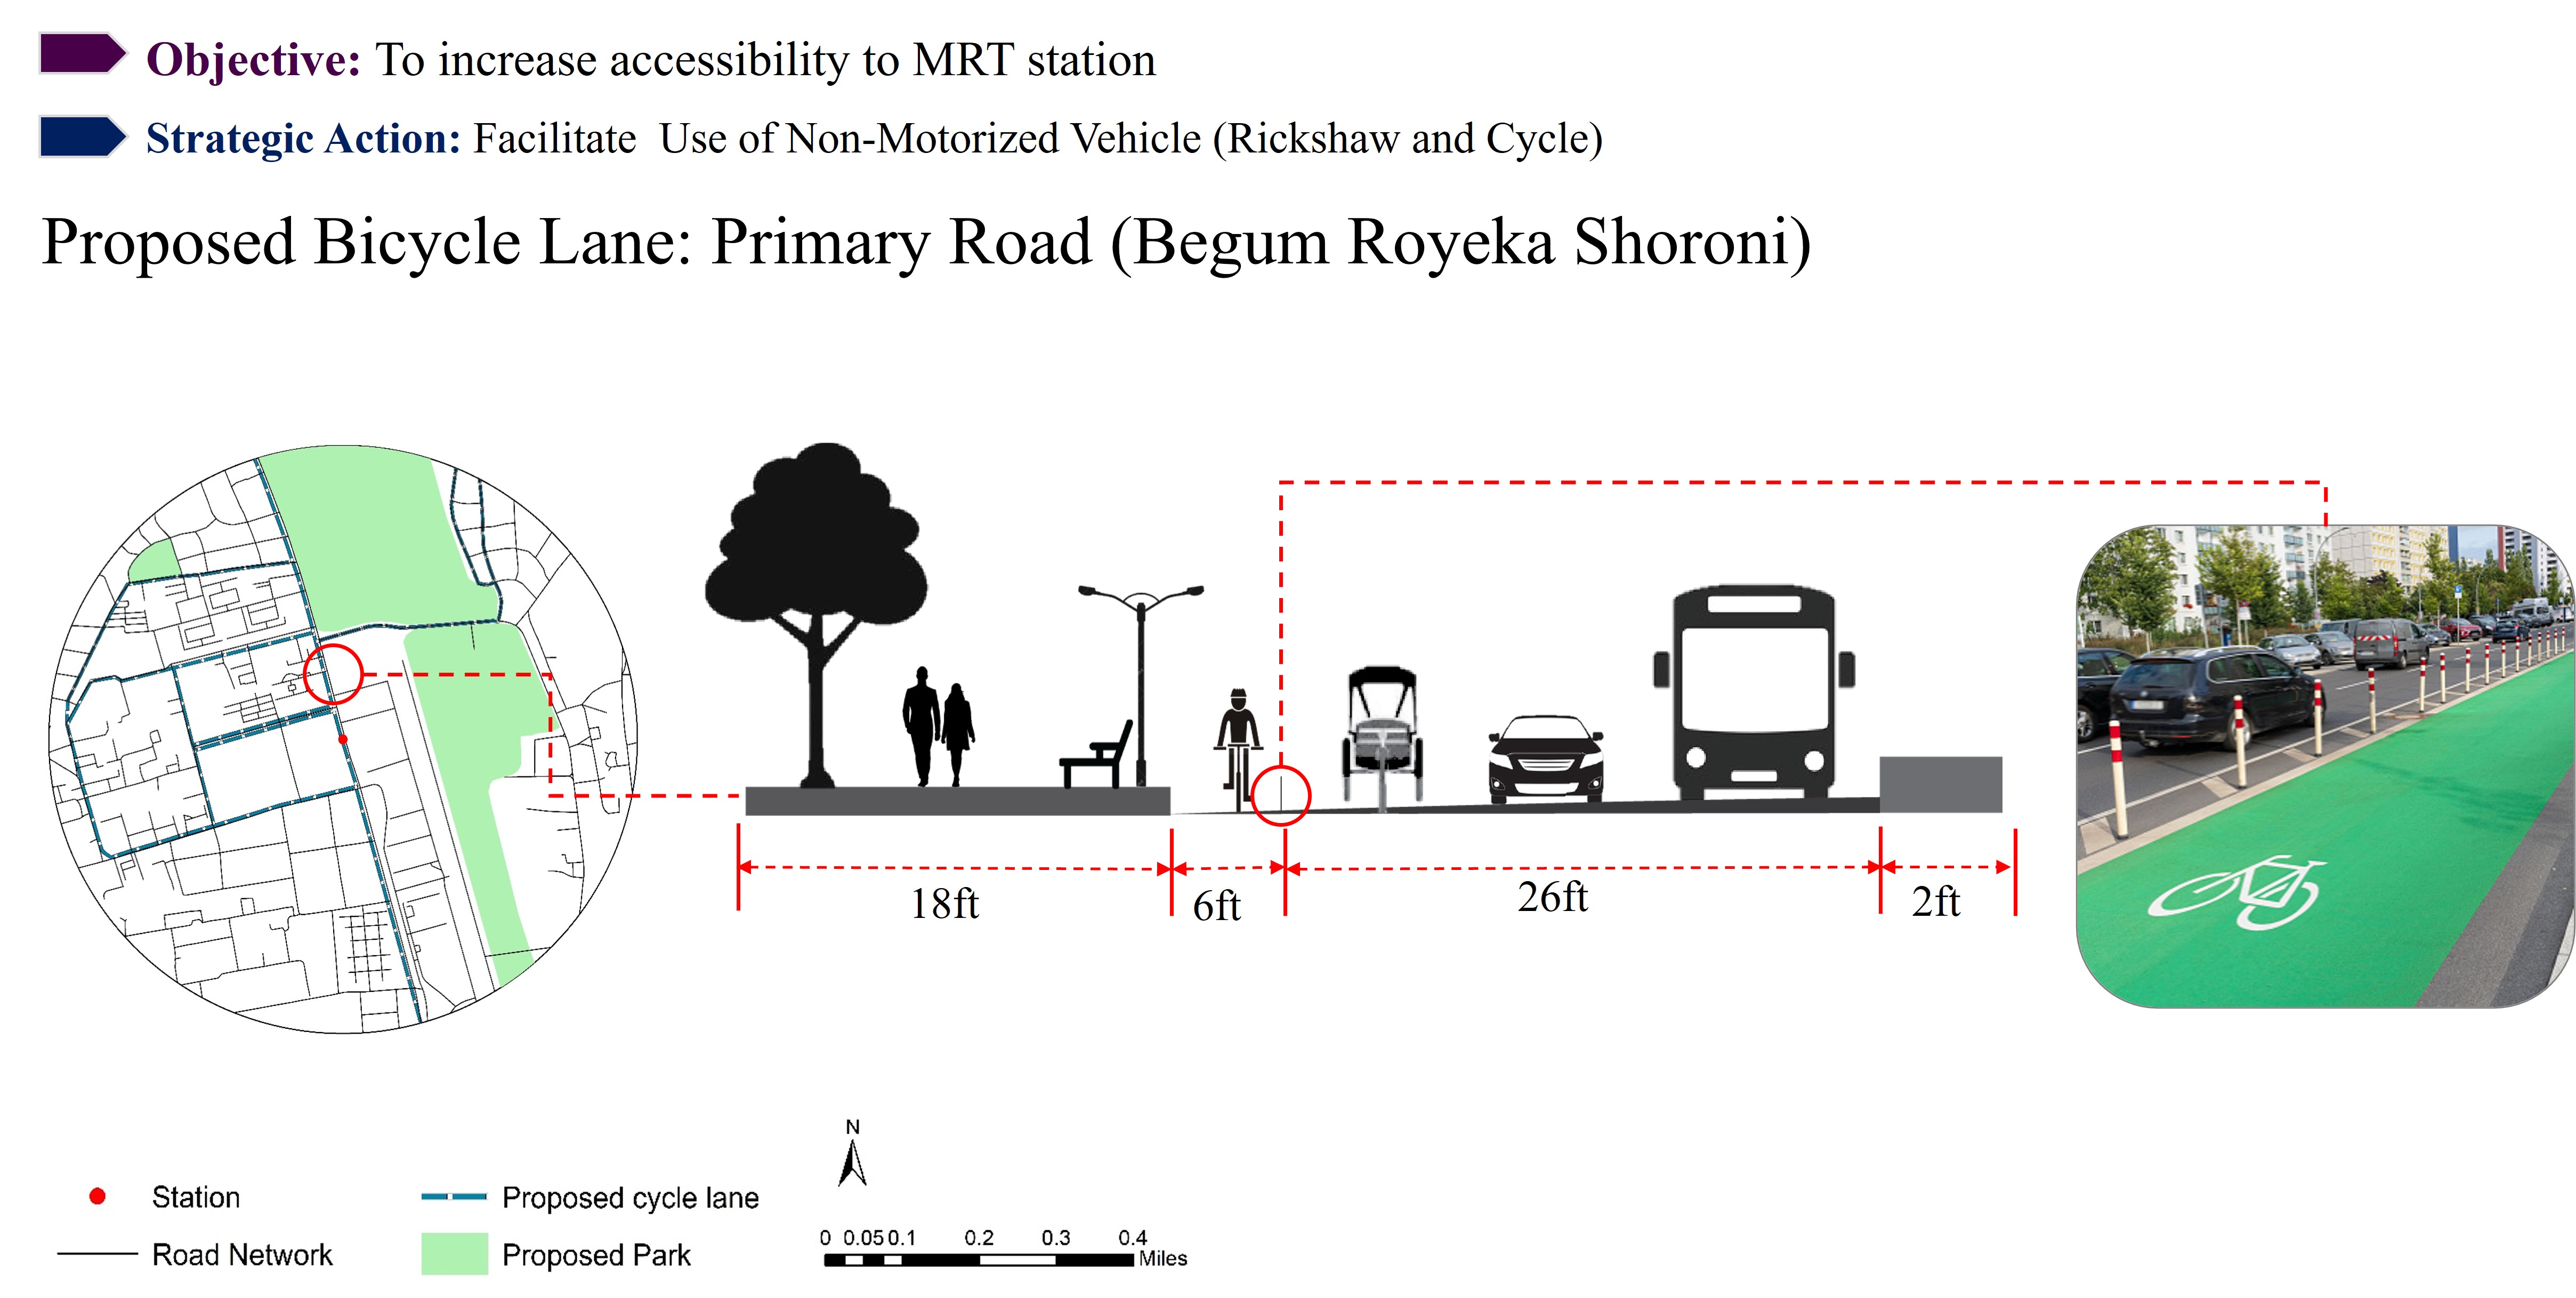 Objective: To increase accessibility to MRT station
Strategic Action: Facilitate  Use of Non-Motorized Vehicle (Rickshaw and Cycle)
Proposed Bicycle Lane: Primary Road (Begum Royeka Shoroni)
18ft
6ft
26ft
2ft
N
Station
Proposed cycle lane
Road Network
Proposed Park
0 0.05 0.1 0.2 0.3 0.4
Miles